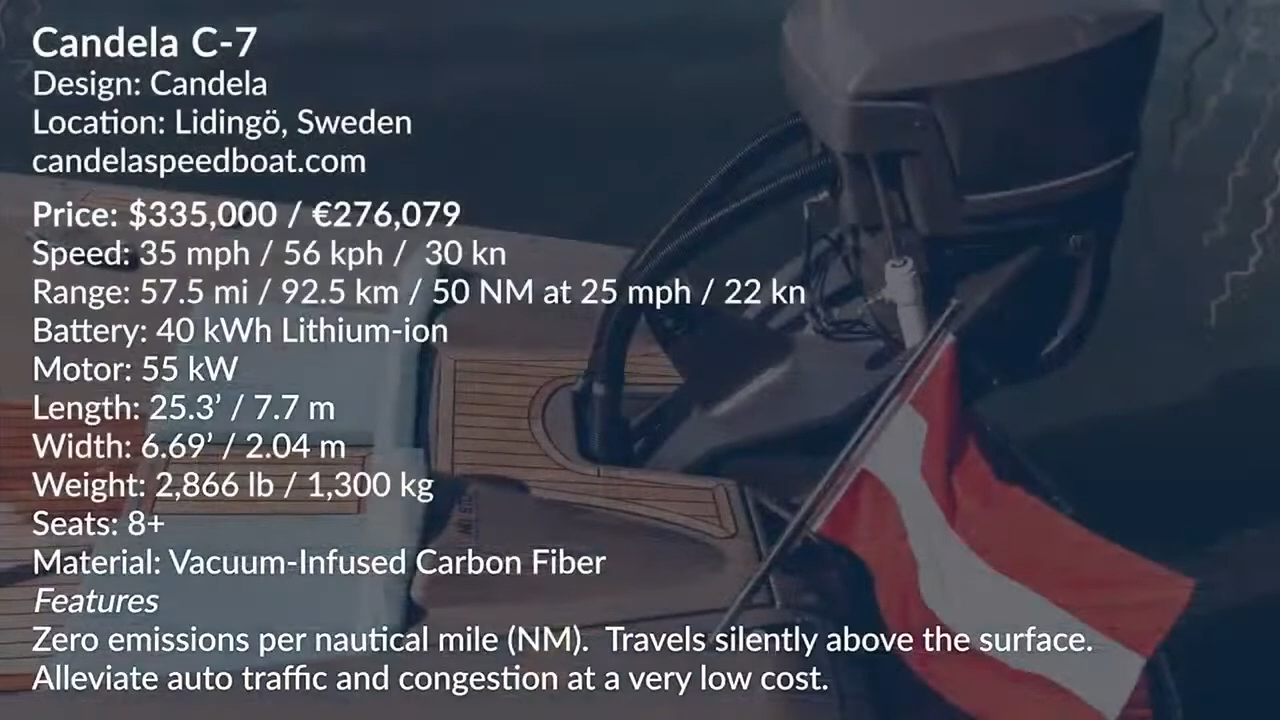 Candela C-7
Design: Candela
Location: Lidingö, Sweden
candelaspeedboat.com
Price: $335,000 / €276,079
Speed: 35 mph / 56 kph /  30 kn
Range: 57.5 mi / 92.5 km / 50 NM at 25 mph / 22 kn
Battery: 40 kWh Lithium-ion
Motor: 55 kW
Length: 25.3’ / 7.7 m
Width: 6.69’ / 2.04 m
Weight: 2,866 lb / 1,300 kg
Seats: 8+
Material: Vacuum-Infused Carbon Fiber
Features
Zero emissions per nautical mile (NM).  Travels silently above the surface.
Alleviate auto traffic and congestion at a very low cost.